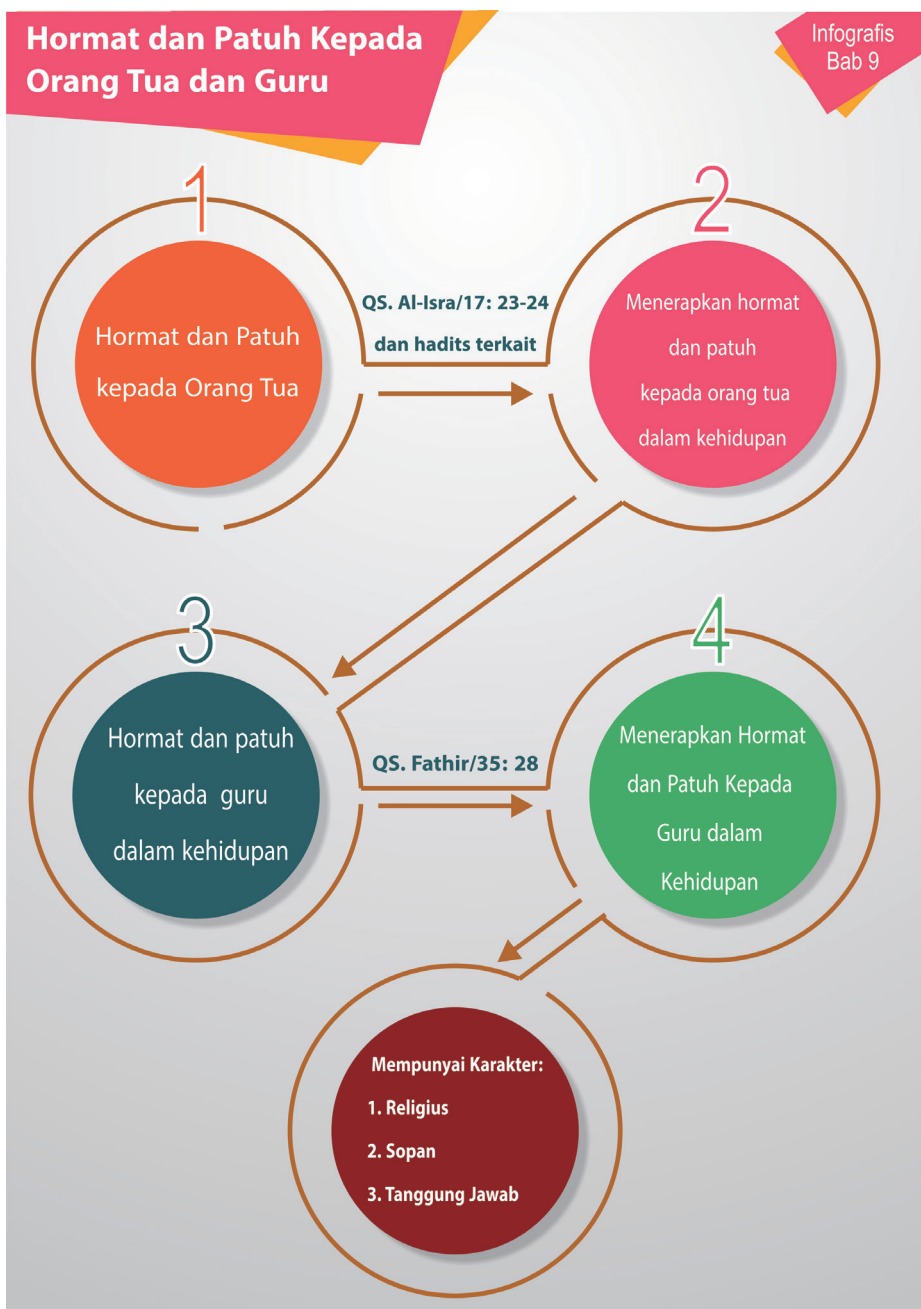 Hormat dan Patuh Kepada
Orang Tua dan Guru
Infografis
Bab 9
1
Hormat dan Patuh
kepada Orang Tua
QS. Al-Isra/17: 23-24
dan hadits terkait
2
Menerapkan hormat
dan patuh
kepada orang tua
dalam kehidupan
3
Hormat dan patuh
kepada guru
dalam kehidupan
QS. Fathir/35: 28
4
Menerapkan Hormat
dan Patuh Kepada
Guru dalam
Kehidupan
Mempunyai Karakter:
1. Religius
2. Sopan
3. Tanggung Jawab